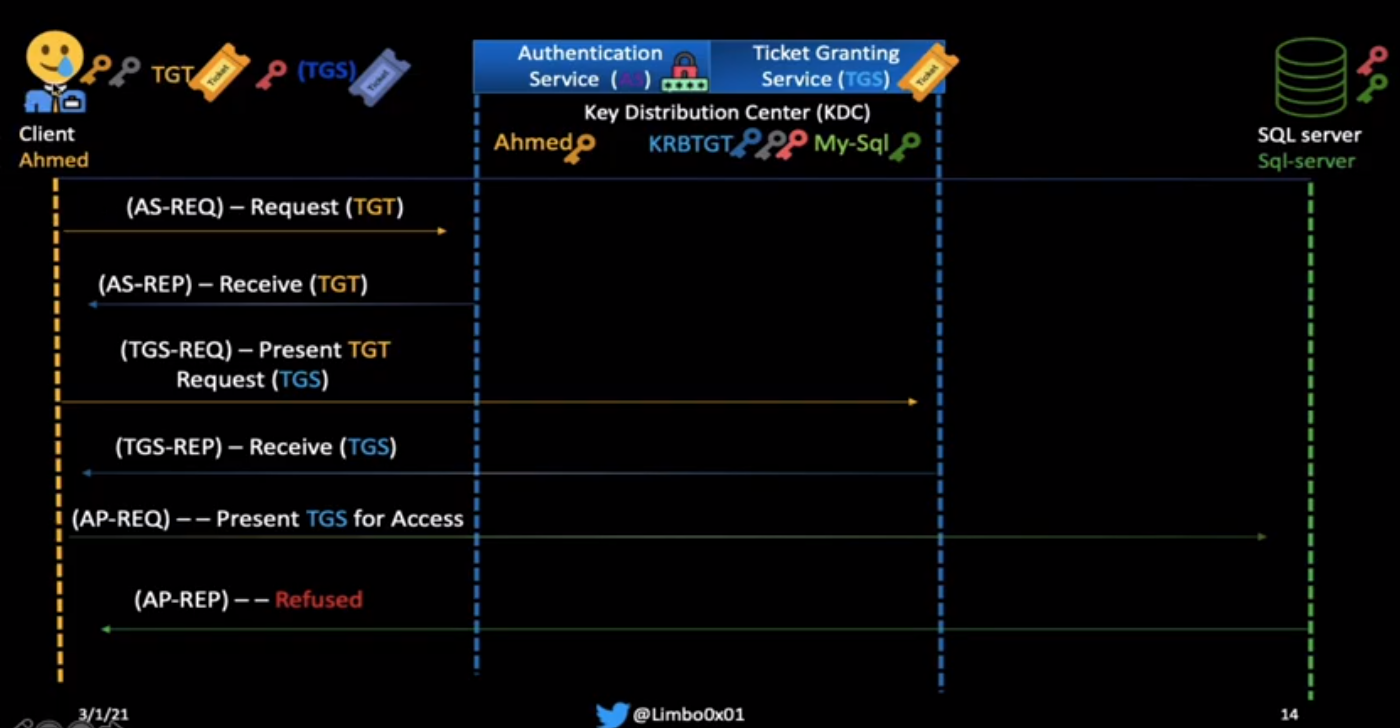 TGT
Ticket
(TGS)
Ticket
Authentication
Service (AS)
Ticket Granting
Service (TGS)
Ticket
Key Distribution Center (KDC)
Client
Ahmed
Ahmed
KRBTGT
My-Sql
SQL server
Sql-server
(AS-REQ) – Request (TGT)
(AS-REP) – Receive (TGT)
(TGS-REQ) – Present TGT
Request (TGS)
(TGS-REP) – Receive (TGS)
(AP-REQ) – – Present TGS for Access
(AP-REP) – – Refused
3/1/21
@Limbo0x01
14